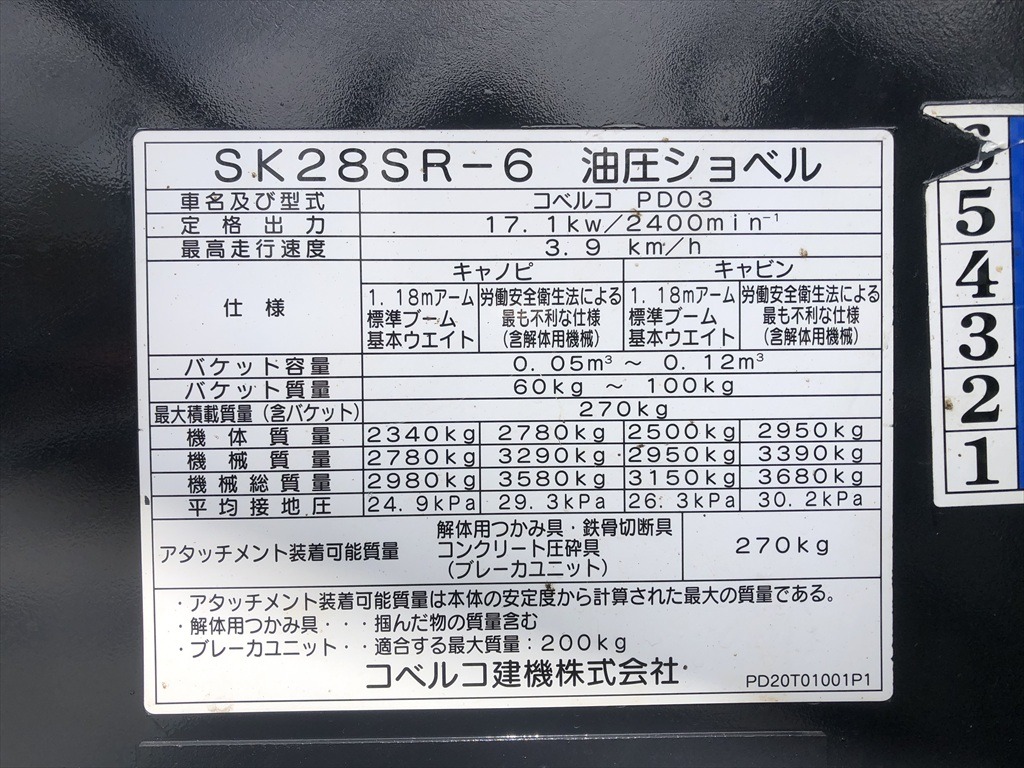 SK28SR-6 油圧ショベル
車名及び型式 コベルコ PD03
定格出力 17.1kw/2400min⁻¹
最高走行速度 3.9 km/h
仕様 キャノピ キャビン
1.18mアーム 労働安全衛生法による 1.18mアーム 労働安全衛生法による
標準ブーム 最も不利な仕様 標準ブーム 最も不利な仕様
基本ウエイト (含解体用機械) 基本ウエイト (含解体用機械)
バケット容量 0.05m³ ～ 0.12m³
バケット質量 60kg ～ 100kg
最大積載質量(含バケット) 270kg
機体質量 2340kg 2780kg 2500kg 2950kg
機械質量 2780kg 3290kg 2950kg 3390kg
機械総質量 2980kg 3580kg 3150kg 3680kg
平均接地圧 24.9kPa 29.3kPa 26.3kPa 30.2kPa
アタッチメント装着可能質量 解体用つかみ具・鉄骨切断具 270kg
コンクリート圧砕具
(ブレーカユニット)
・アタッチメント装着可能質量は本体の安定度から計算された最大の質量である。
・解体用つかみ具・・・掴んだ物の質量含む
・ブレーカユニット・・適合する最大質量：200kg
コベルコ建機株式会社
PD20T01001P1
6
5
4
3
2
1